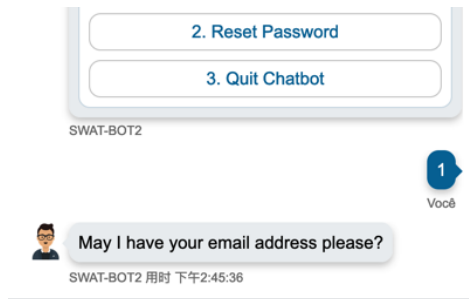 2. Reset Password
3. Quit Chatbot
SWAT-BOT2
1
Você
May I have your email address please?
SWAT-BOT2 用时 下午2:45:36